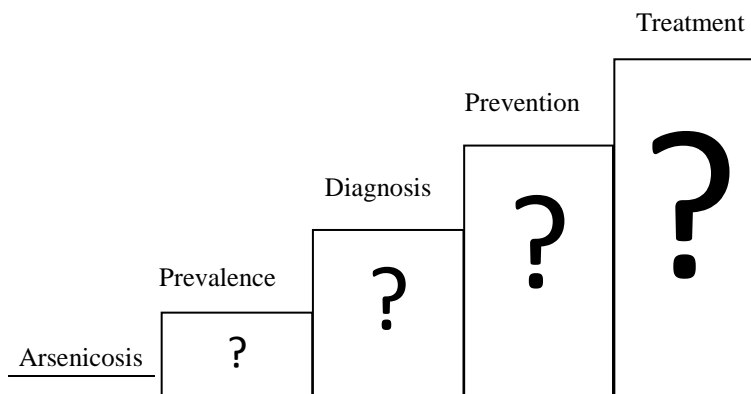 Treatment
Prevention
Diagnosis
Prevalence
Arsenicosis
?
?
?
?